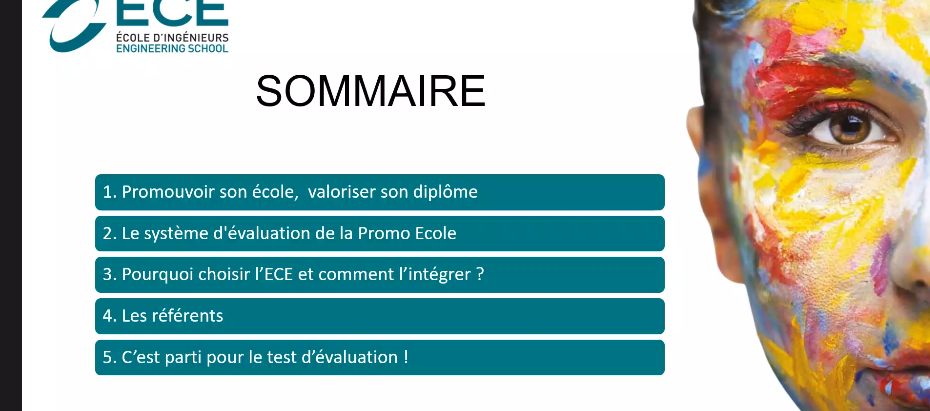 ECE
ÉCOLE D'INGÉNIEURS
ENGINEERING SCHOOL
SOMMAIRE
1. Promouvoir son école,  valoriser son diplôme
2. Le système d'évaluation de la Promo Ecole
3. Pourquoi choisir l’ECE et comment l’intégrer ?
4. Les référents
5. C’est parti pour le test d’évaluation !